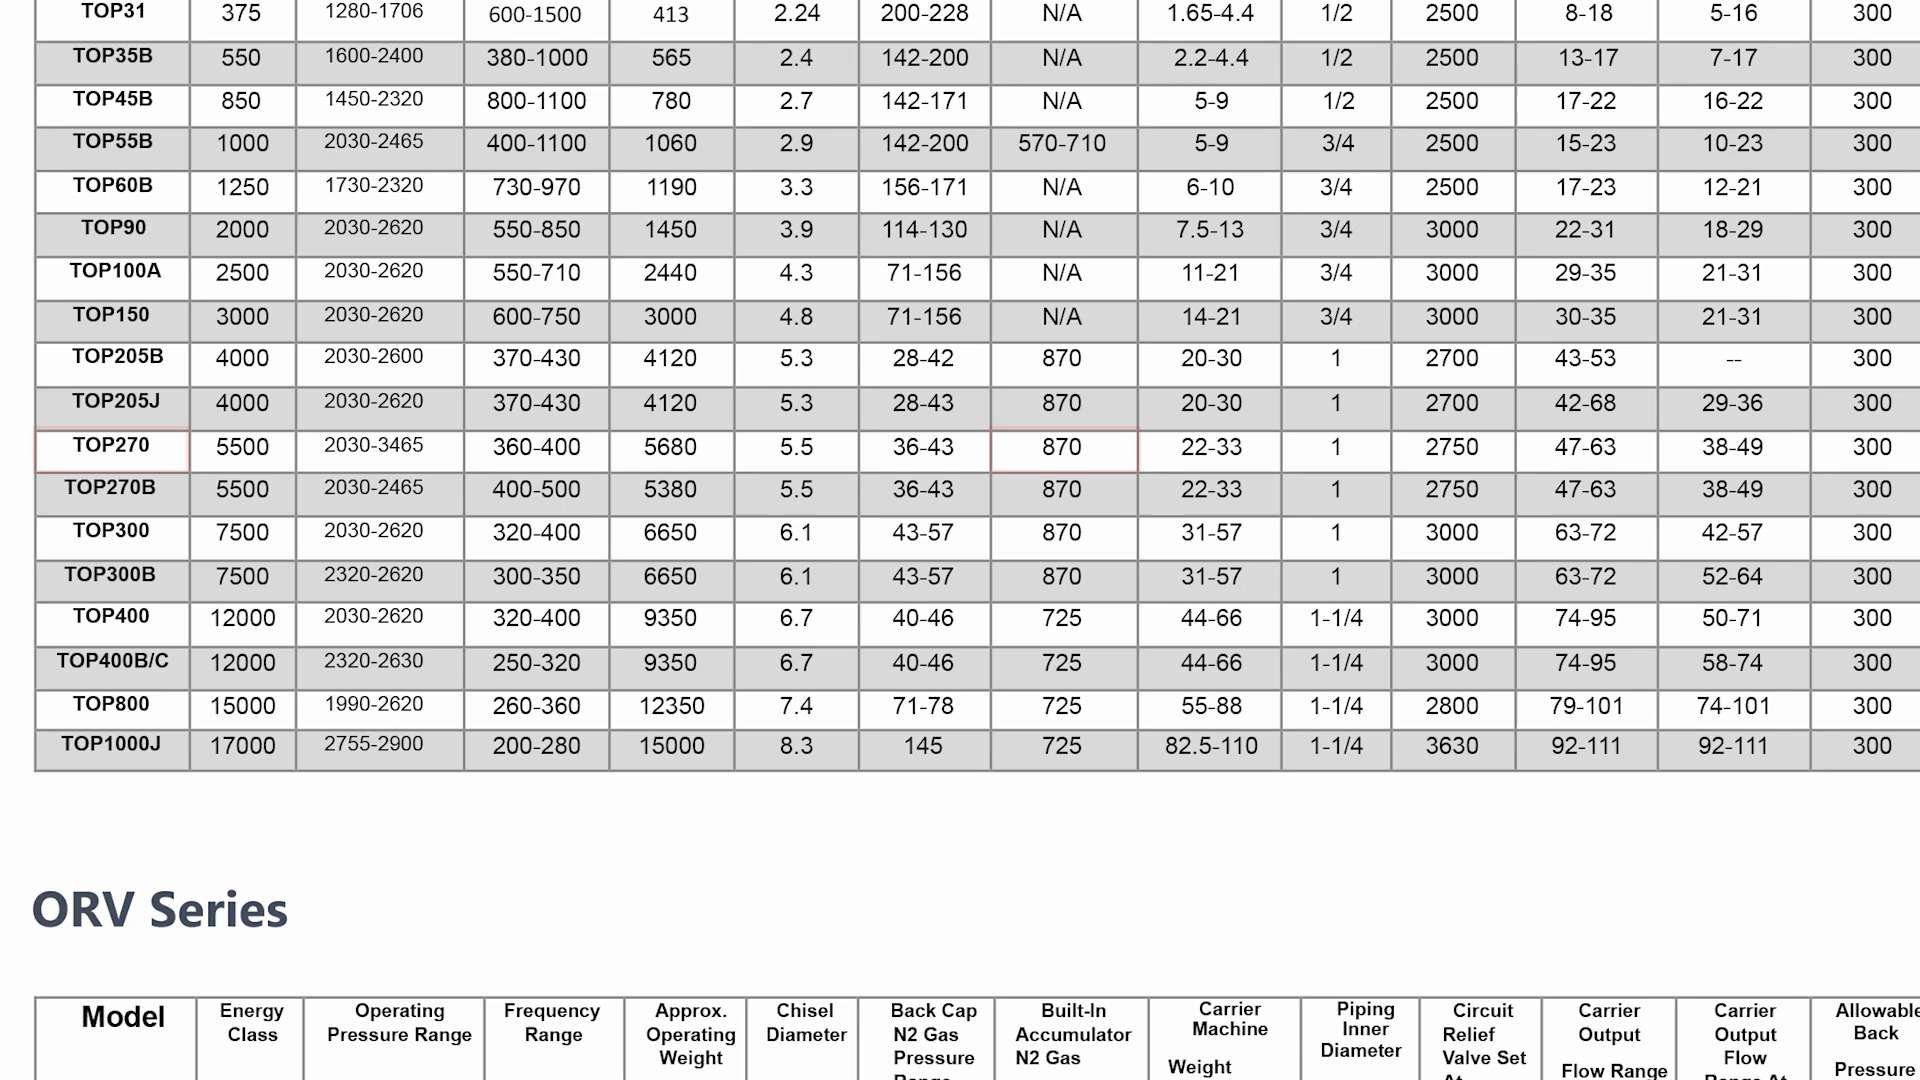 TOP31 375 1280-1706 600-1500 413 2.24 200-228 N/A 1.65-4.4 1/2 2500 8-18 5-16 300
TOP35B 550 1600-2400 380-1000 565 2.4 142-200 N/A 2.2-4.4 1/2 2500 13-17 7-17 300
TOP45B 850 1450-2320 800-1100 780 2.7 142-171 N/A 5-9 1/2 2500 17-22 16-22 300
TOP55B 1000 2030-2465 400-1100 1060 2.9 142-200 570-710 5-9 3/4 2500 15-23 10-23 300
TOP60B 1250 1730-2320 730-970 1190 3.3 156-171 N/A 6-10 3/4 2500 17-23 12-21 300
TOP90 2000 2030-2620 550-850 1450 3.9 114-130 N/A 7.5-13 3/4 3000 22-31 18-29 300
TOP100A 2500 2030-2620 550-710 2440 4.3 71-156 N/A 11-21 3/4 3000 29-35 21-31 300
TOP150 3000 2030-2620 600-750 3000 4.8 71-156 N/A 14-21 3/4 3000 30-35 21-31 300
TOP205B 4000 2030-2600 370-430 4120 5.3 28-42 870 20-30 1 2700 43-53 -- 300
TOP205J 4000 2030-2620 370-430 4120 5.3 28-43 870 20-30 1 2700 42-68 29-36 300
TOP270 5500 2030-3465 360-400 5680 5.5 36-43 870 22-33 1 2750 47-63 38-49 300
TOP270B 5500 2030-2465 400-500 5380 5.5 36-43 870 22-33 1 2750 47-63 38-49 300
TOP300 7500 2030-2620 320-400 6650 6.1 43-57 870 31-57 1 3000 63-72 42-57 300
TOP300B 7500 2320-2620 300-350 6650 6.1 43-57 870 31-57 1 3000 63-72 52-64 300
TOP400 12000 2030-2620 320-400 9350 6.7 40-46 725 44-66 1-1/4 3000 74-95 50-71 300
TOP400B/C 12000 2320-2630 250-320 9350 6.7 40-46 725 44-66 1-1/4 3000 74-95 58-74 300
TOP800 15000 1990-2620 260-360 12350 7.4 71-78 725 55-88 1-1/4 2800 79-101 74-101 300
TOP1000J 17000 2755-2900 200-280 15000 8.3 145 725 82.5-110 1-1/4 3630 92-111 92-111 300
ORV Series
Model
Energy
Class
Operating
Pressure Range
Frequency
Range
Approx.
Operating
Weight
Chisel
Diameter
Back Cap
N2 Gas
Pressure
Built-In
Accumulator
N2 Gas
Carrier
Machine
Weight
Piping
Inner
Diameter
Circuit
Relief
Valve Set
Carrier
Output
Flow Range
Carrier
Output
Flow
Allowable
Back
Pressure